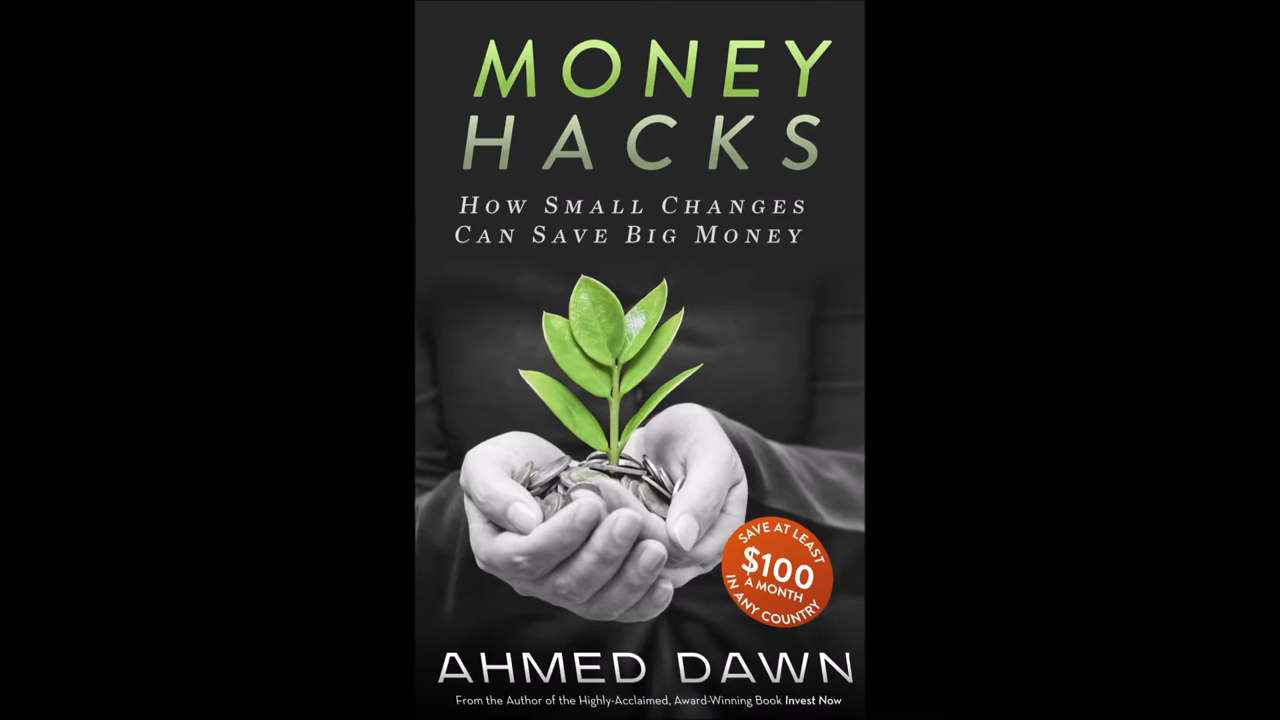 MONEY
HACKS
HOW SMALL CHANGES
CAN SAVE BIG MONEY
SAVE AT LEAST
$100
A MONTH
IN ANY COUNTRY
AHMED DAWN
From the Author of the Highly-Acclaimed, Award-Winning Book Invest Now